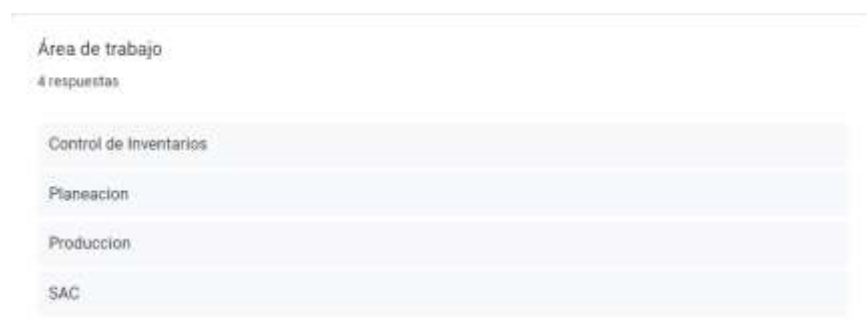 Área de trabajo
4 respuestas
Control de Inventarios
Planeacion
Produccion
SAC